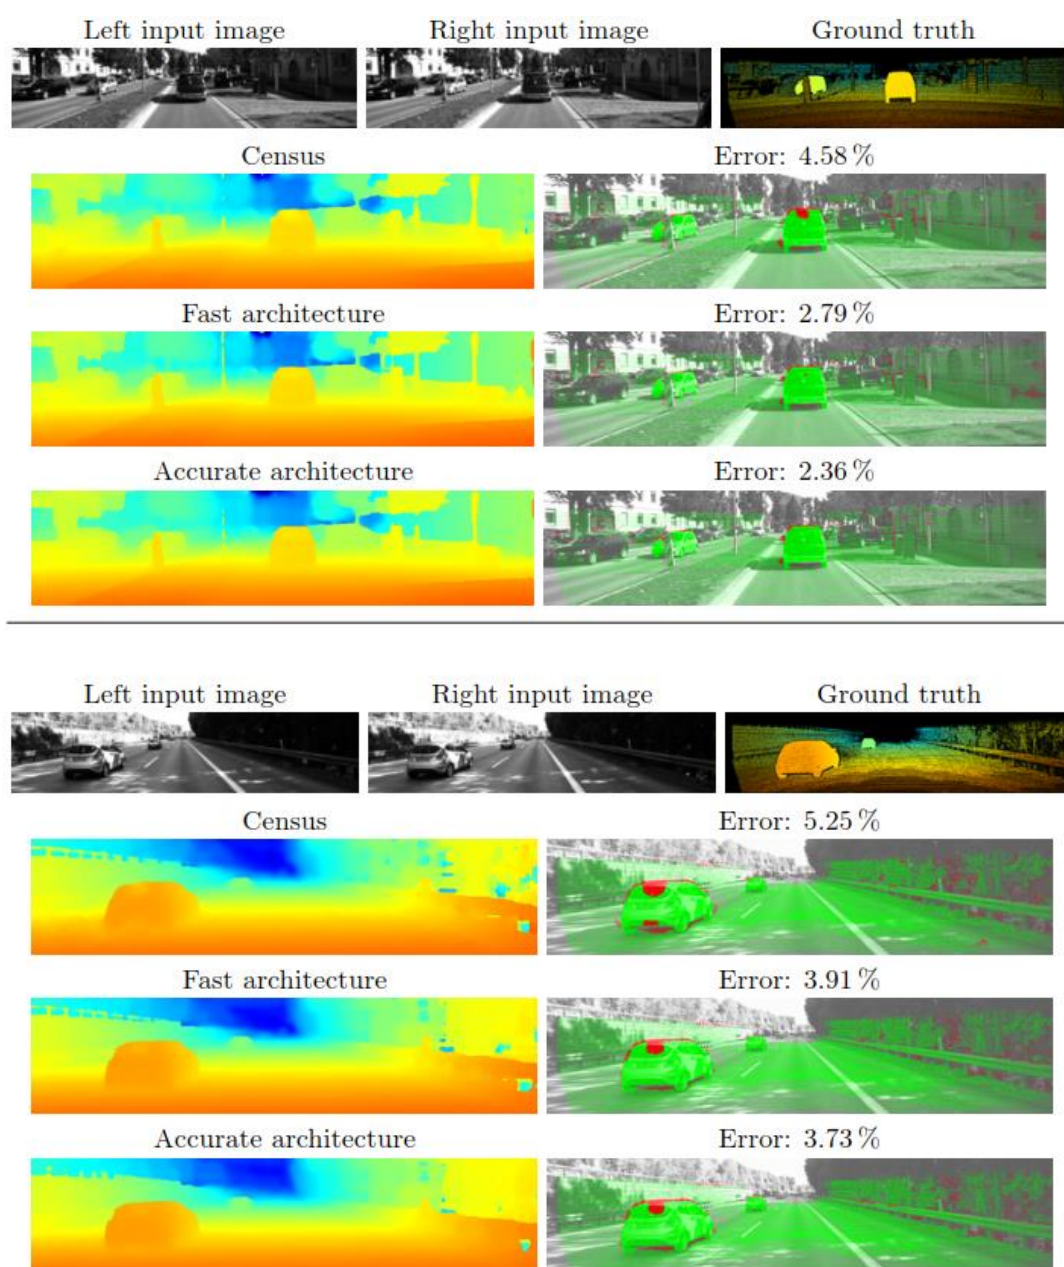 Left input image Right input image Ground truth
Census Error: 4.58 %
Fast architecture Error: 2.79 %
Accurate architecture Error: 2.36 %
Left input image Right input image Ground truth
Census Error: 5.25 %
Fast architecture Error: 3.91 %
Accurate architecture Error: 3.73 %